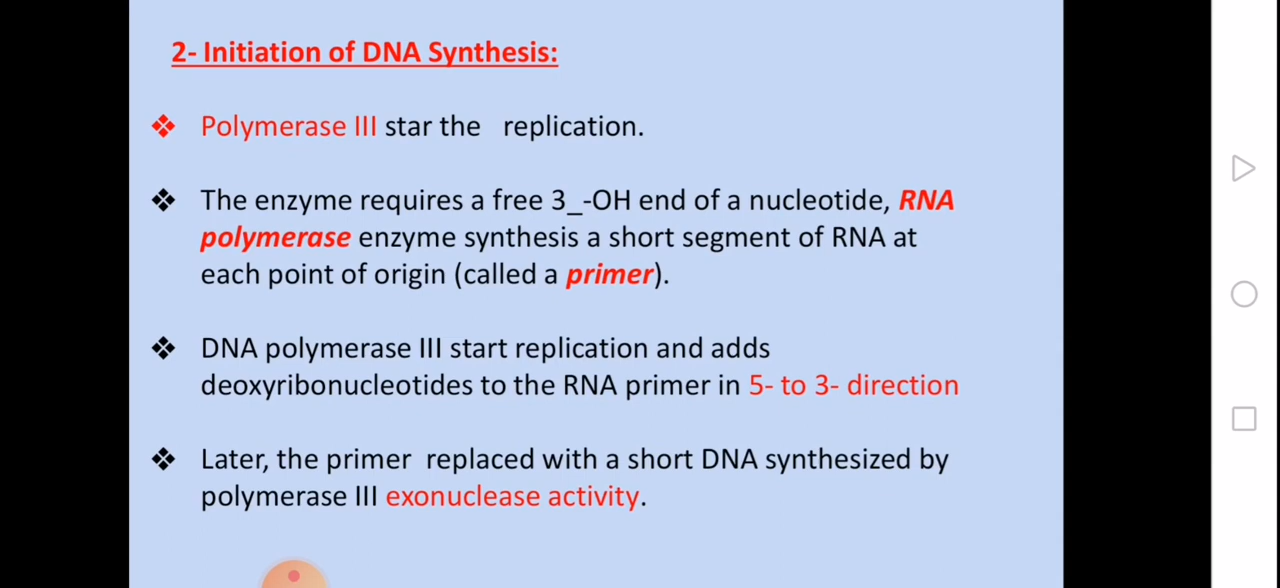 2- Initiation of DNA Synthesis:
❖ Polymerase III star the replication.
❖ The enzyme requires a free 3_-OH end of a nucleotide, RNA
polymerase enzyme synthesis a short segment of RNA at
each point of origin (called a primer).
❖ DNA polymerase III start replication and adds
deoxyribonucleotides to the RNA primer in 5- to 3- direction
❖ Later, the primer replaced with a short DNA synthesized by
polymerase III exonuclease activity.